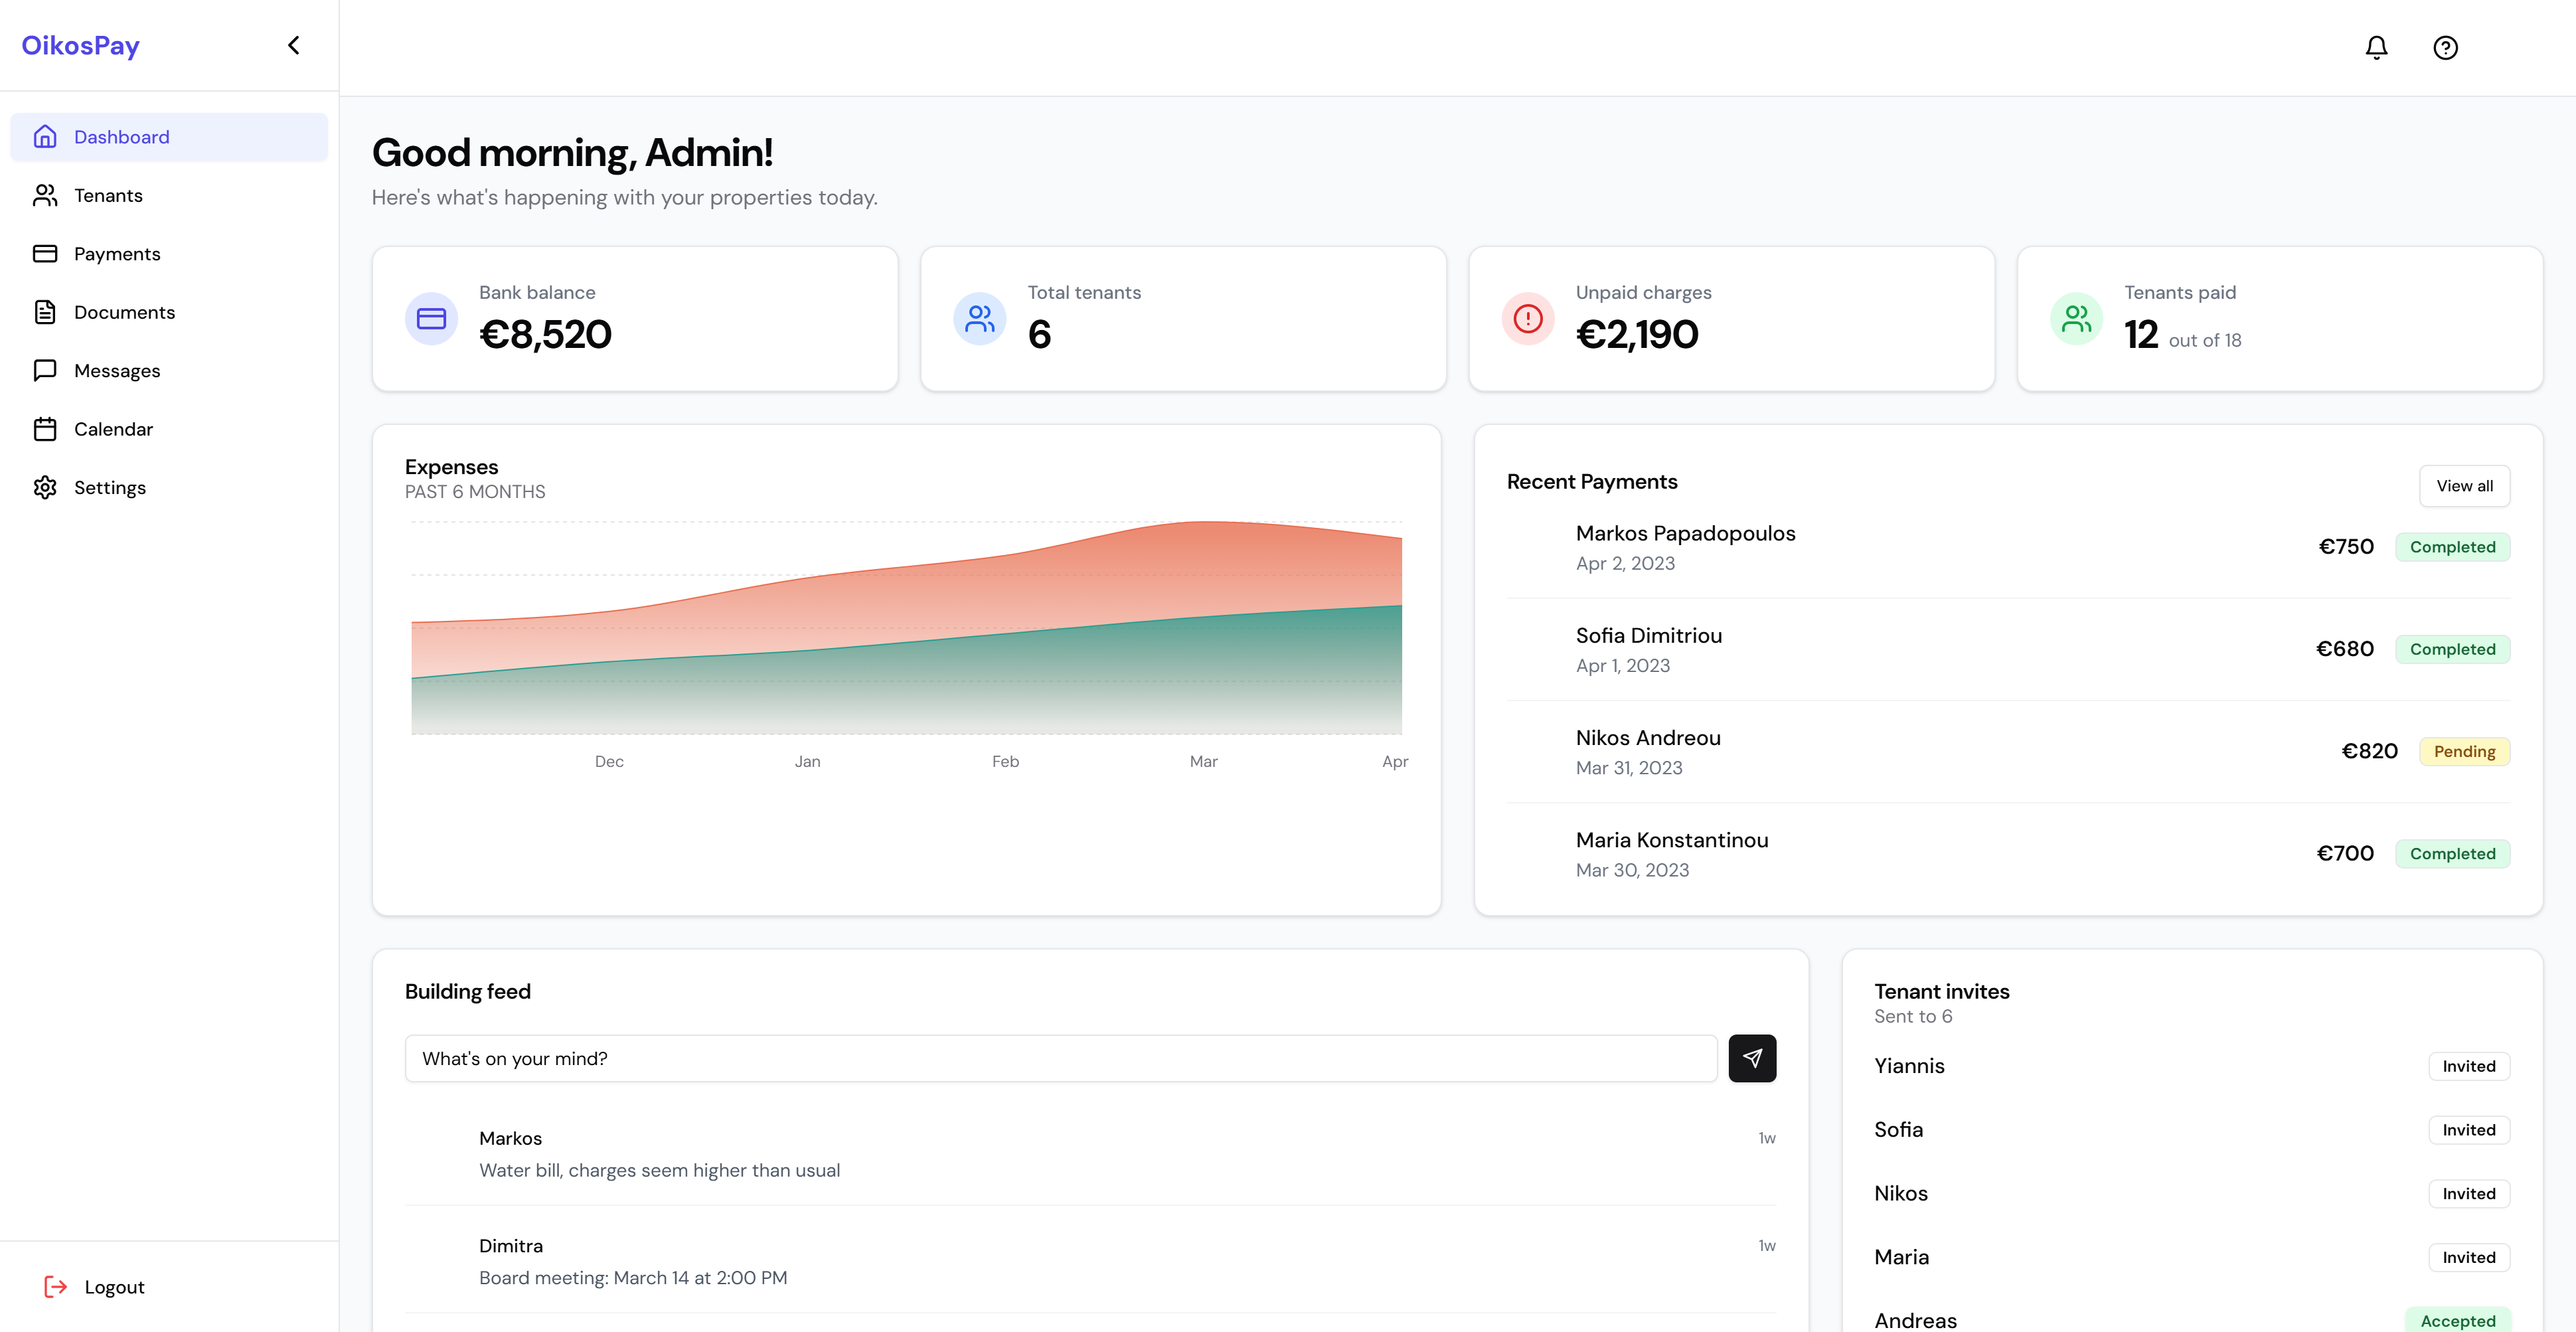 OikosPay
Dashboard
Tenants
Payments
Documents
Messages
Calendar
Settings
Logout
Good morning, Admin!
Here's what's happening with your properties today.
Bank balance
€8,520
Total tenants
6
Unpaid charges
€2,190
Tenants paid
12 out of 18
Expenses
PAST 6 MONTHS
Dec Jan Feb Mar Apr
Recent Payments
View all
Markos Papadopoulos
Apr 2, 2023
€750 Completed
Sofia Dimitriou
Apr 1, 2023
€680 Completed
Nikos Andreou
Mar 31, 2023
€820 Pending
Maria Konstantinou
Mar 30, 2023
€700 Completed
Building feed
What's on your mind?
Markos 1w
Water bill, charges seem higher than usual
Dimitra 1w
Board meeting: March 14 at 2:00 PM
Tenant invites
Sent to 6
Yiannis Invited
Sofia Invited
Nikos Invited
Maria Invited
Andreas Accepted